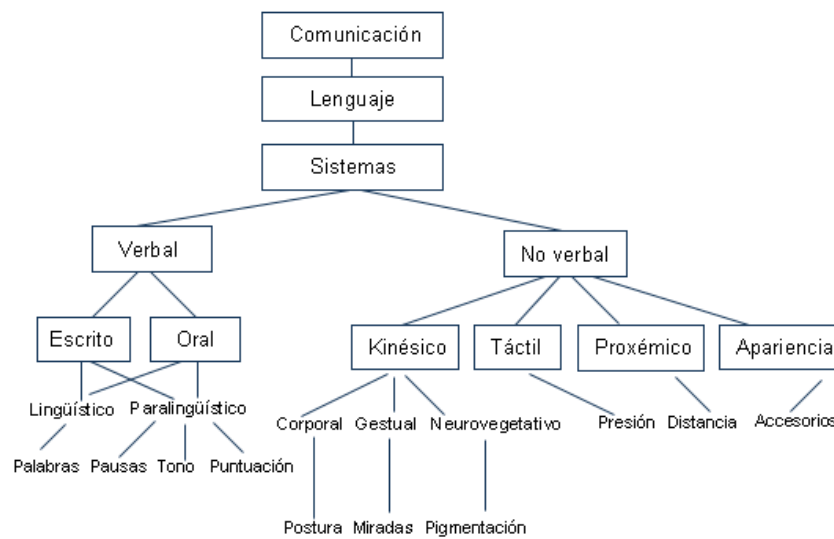 Comunicación
Lenguaje
Sistemas
Verbal
No verbal
Escrito
Oral
Kinésico
Táctil
Proxémico
Apariencia
Lingüístico
Paralingüístico
Corporal
Gestual
Neurovegetativo
Presión
Distancia
Accesorios
Palabras
Pausas
Tono
Puntuación
Postura
Miradas
Pigmentación